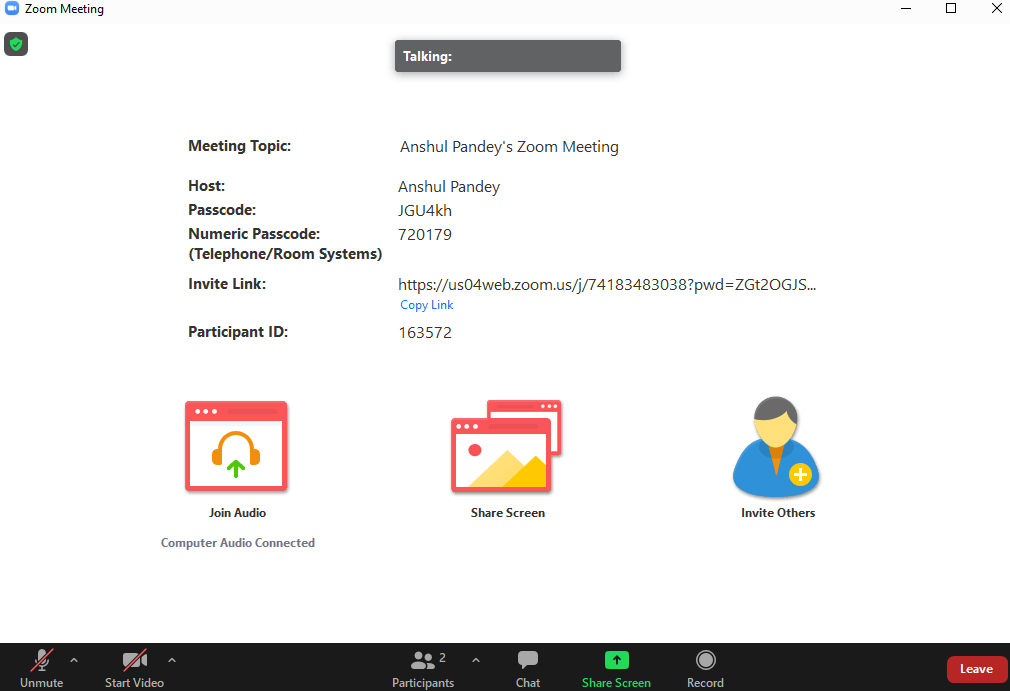 Zoom Meeting
Talking:
Meeting Topic: Anshul Pandey's Zoom Meeting
Host: Anshul Pandey
Passcode: JGU4kh
Numeric Passcode: 720179
(Telephone/Room Systems)
Invite Link: https://us04web.zoom.us/j/74183483038?pwd=ZGt2OGJS...
Copy Link
Participant ID: 163572
Join Audio Share Screen Invite Others
Computer Audio Connected
2
Unmute Start Video Participants Chat Share Screen Record Leave